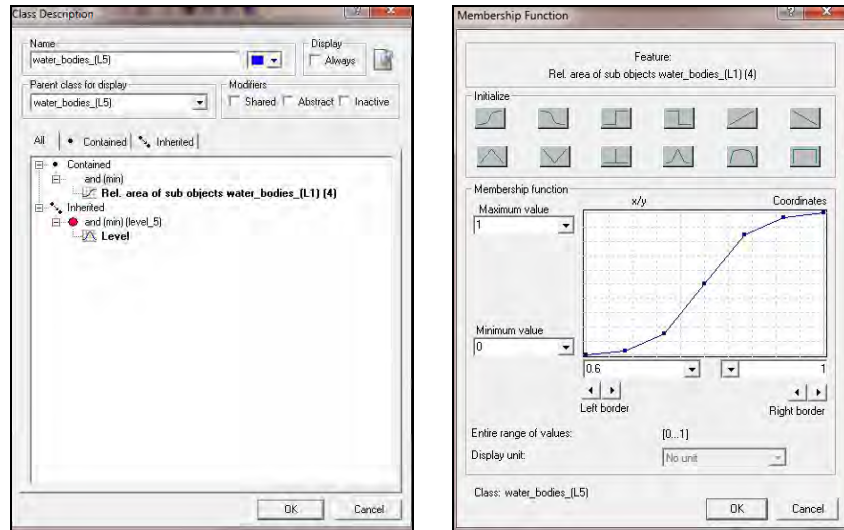 Class Description
Name
water_bodies_(L5)
Display
Always
Parent class for display
water_bodies_(L5)
Modifiers
Shared Abstract Inactive
All Contained Inherited
Contained
and (min)
Rel. area of sub objects water_bodies_(L1) (4)
Inherited
and (min) (level_5)
Level
OK Cancel
Membership Function
Feature:
Rel. area of sub objects water_bodies_(L1) (4)
Initialize
Membership function
Maximum value x/y Coordinates
1
Minimum value
0
0.6 1
Left border Right border
Entire range of values: [0...1]
Display unit: No unit
Class: water_bodies_(L5)
OK Cancel